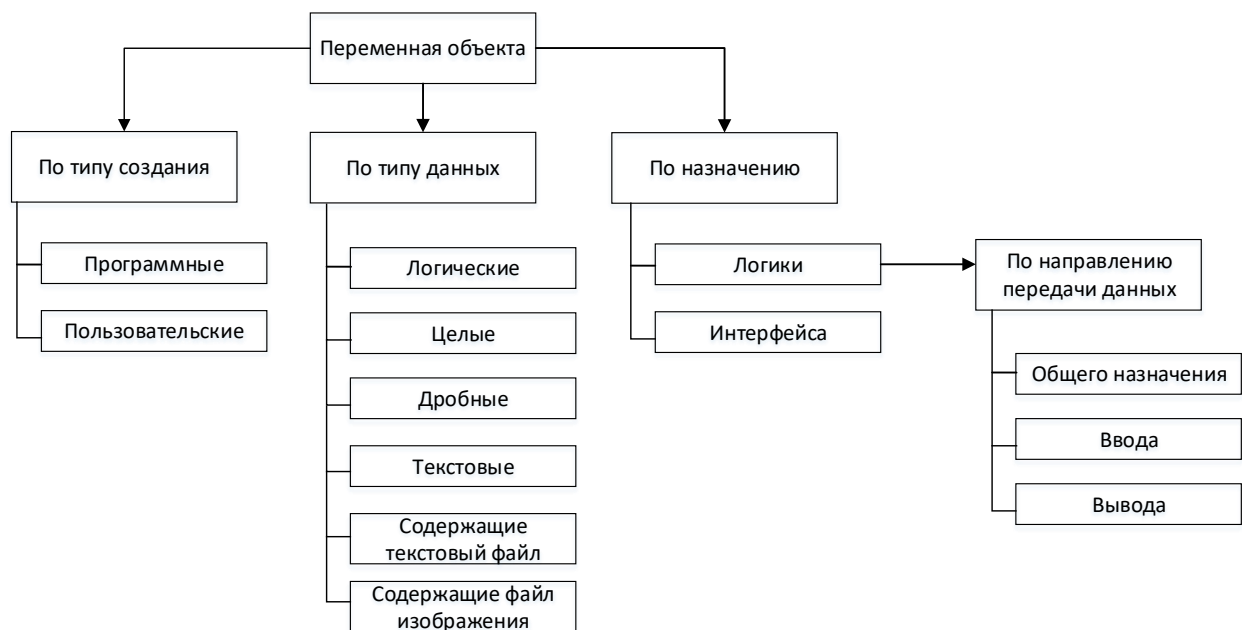 Переменная объекта
По типу создания
Программные
Пользовательские
По типу данных
Логические
Целые
Дробные
Текстовые
Содержащие
текстовый файл
Содержащие файл
изображения
По назначению
Логики
Интерфейса
По направлению
передачи данных
Общего назначения
Ввода
Вывода